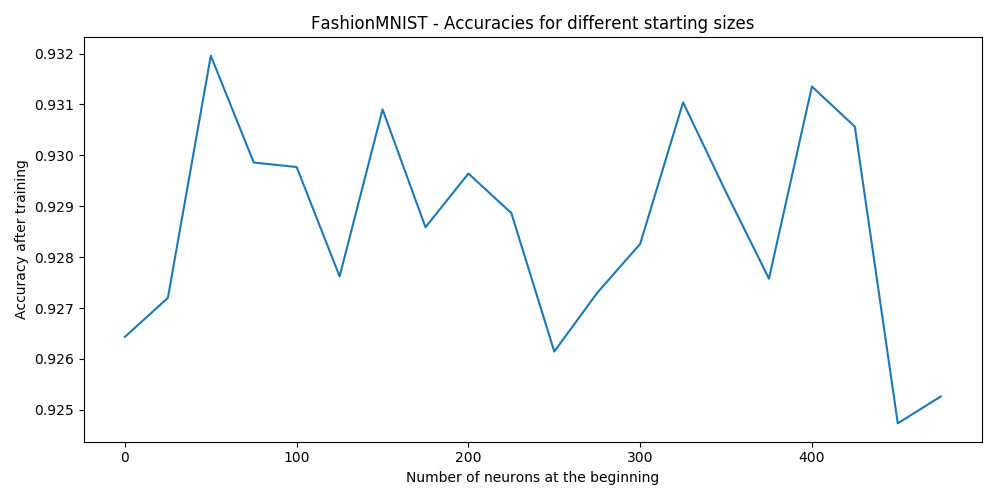 FashionMNIST - Accuracies for different starting sizes
0.932
0.931
0.930
0.929
0.928
0.927
0.926
0.925
Accuracy after training
0 100 200 300 400
Number of neurons at the beginning